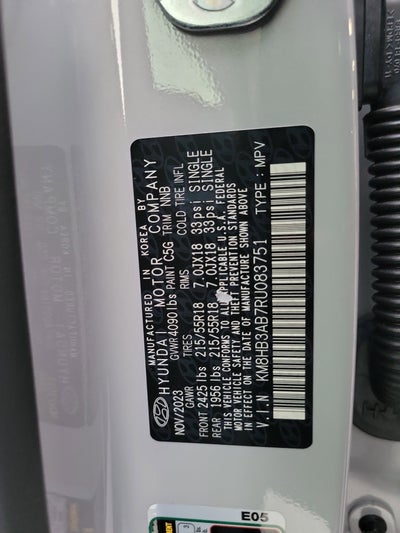 MANUFACTURED IN KOREA BY
HYUNDAI MOTOR COMPANY
NOV/2023 GVWR 4090 lbs PAINT C5G TRIM NNB
GAWR TIRES RIMS COLD TIRE INFL
FRONT 2425 lbs 215/55R18 7.0JX18 33psi SINGLE
REAR 1956 lbs 215/55R18 7.0JX18 33psi SINGLE
THIS VEHICLE CONFORMS TO ALL APPLICABLE U.S.A. FEDERAL
MOTOR VEHICLE SAFETY AND THEFT PREVENTION STANDARDS
IN EFFECT ON THE DATE OF MANUFACTURE SHOWN ABOVE
V.I.N KM8HB3AB7RU083751 TYPE : MPV
E05